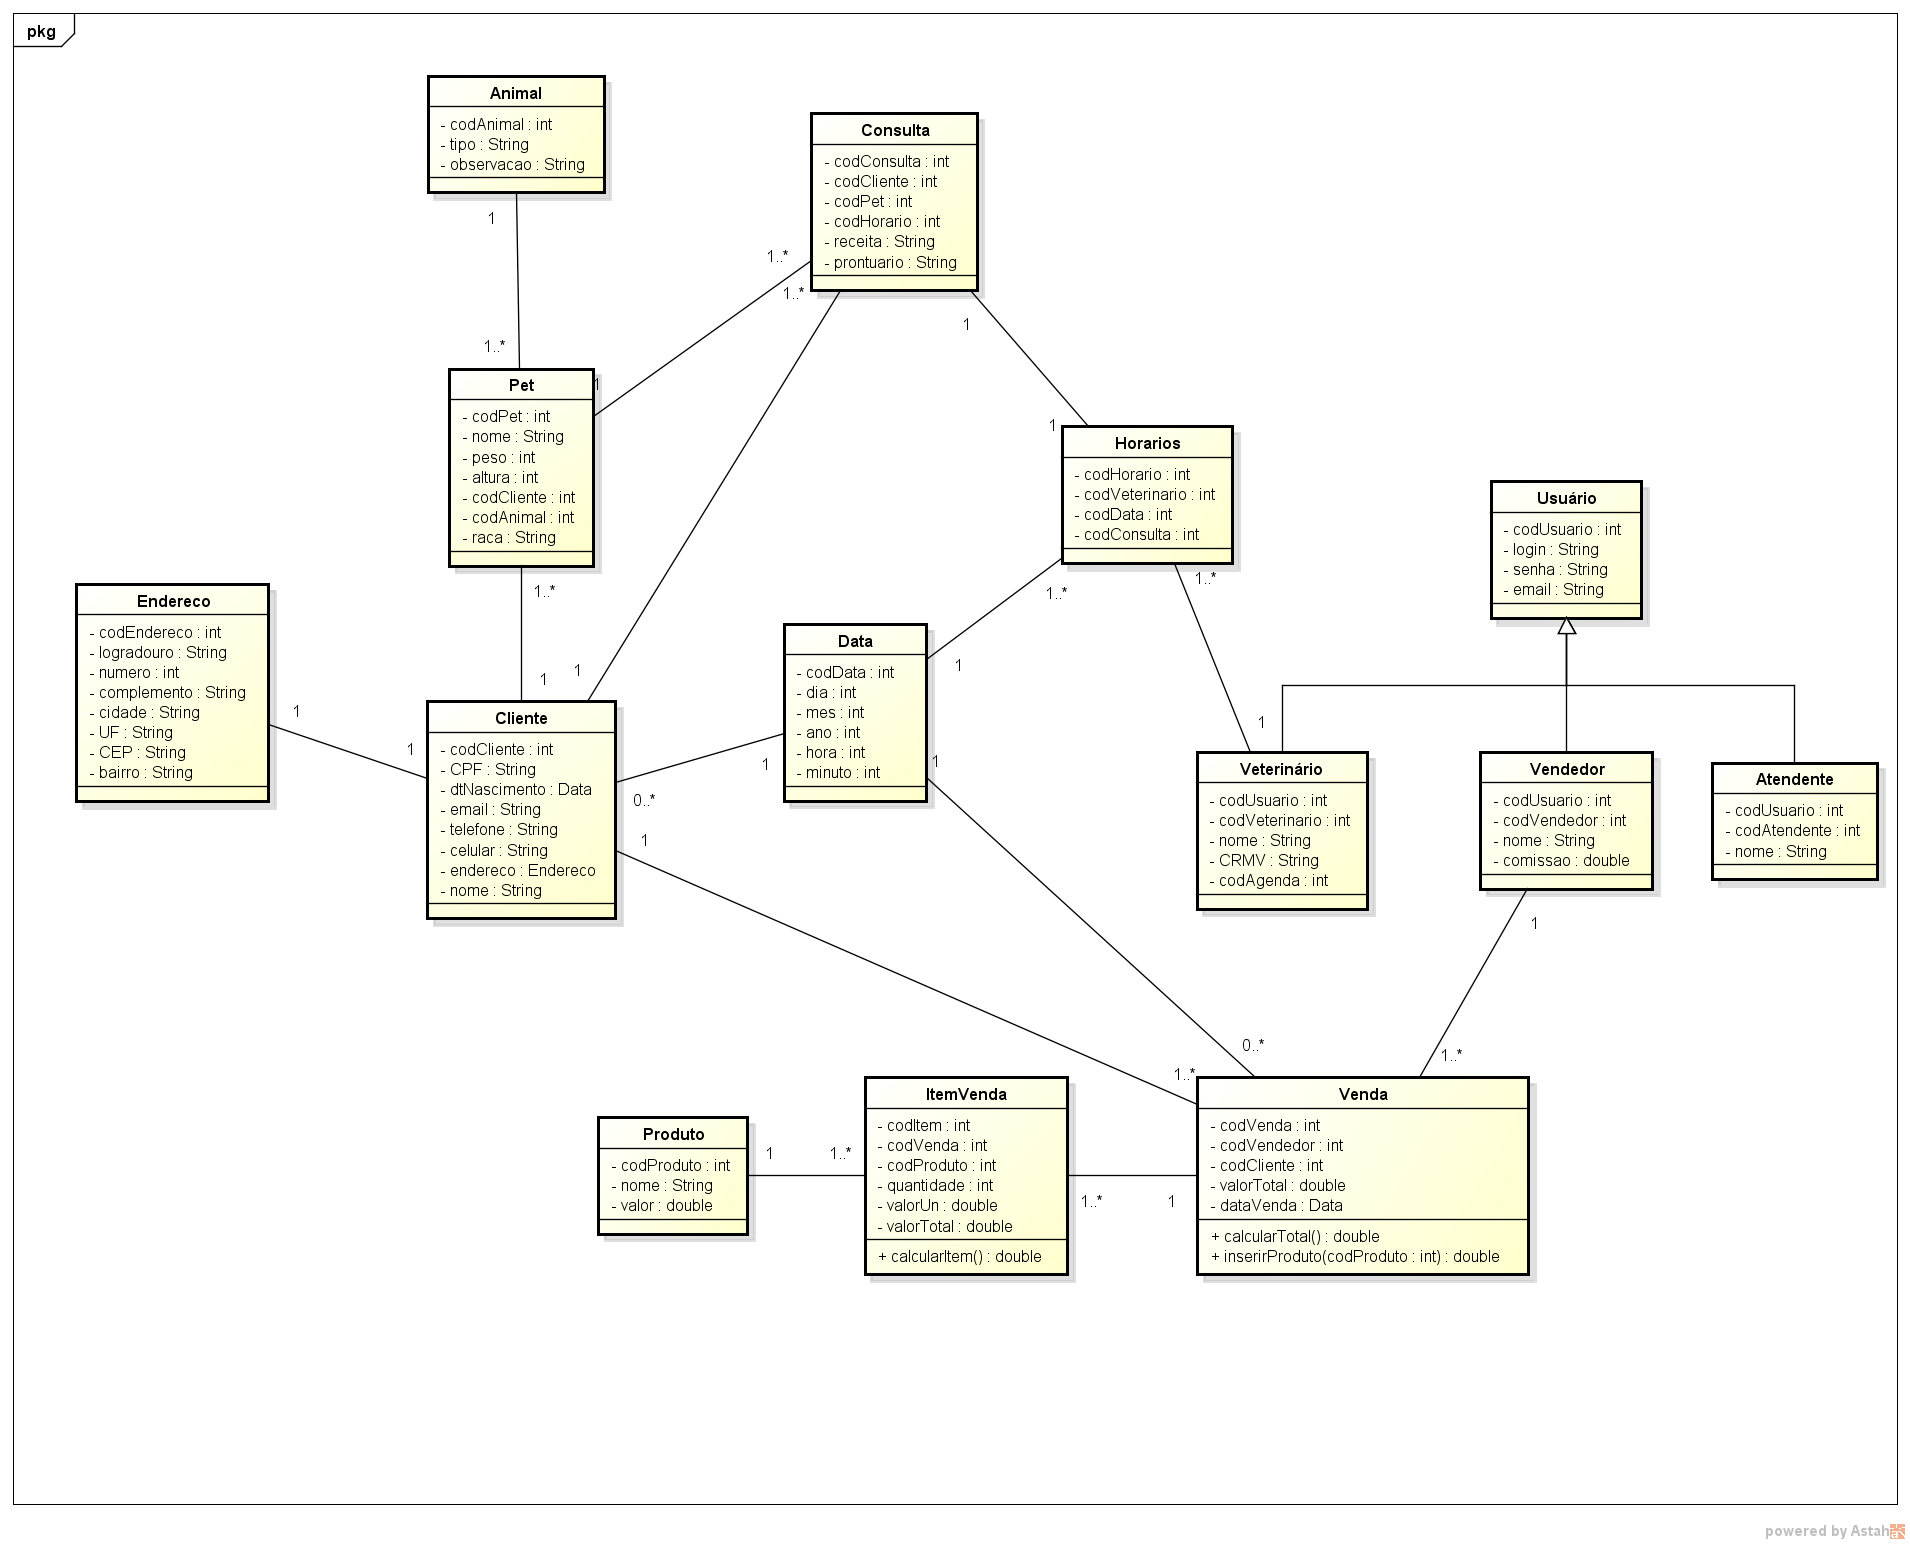 pkg
Animal
- codAnimal : int
- tipo : String
- observacao : String
Consulta
- codConsulta : int
- codCliente : int
- codPet : int
- codHorario : int
- receita : String
- prontuario : String
1
1..*
1..*
1
1..*
1
Pet
- codPet : int
- nome : String
- peso : int
- altura : int
- codCliente : int
- codAnimal : int
- raca : String
1
Horarios
- codHorario : int
- codVeterinario : int
- codData : int
- codConsulta : int
Usuário
- codUsuario : int
- login : String
- senha : String
- email : String
1..*
1..*
1..*
Endereco
- codEndereco : int
- logradouro : String
- numero : int
- complemento : String
- cidade : String
- UF : String
- CEP : String
- bairro : String
Data
- codData : int
- dia : int
- mes : int
- ano : int
- hora : int
- minuto : int
1
1
1
1
1
1
1
1
0..*
1
Cliente
- codCliente : int
- CPF : String
- dtNascimento : Data
- email : String
- telefone : String
- celular : String
- endereco : Endereco
- nome : String
Veterinário
- codUsuario : int
- codVeterinario : int
- nome : String
- CRMV : String
- codAgenda : int
Vendedor
- codUsuario : int
- codVendedor : int
- nome : String
- comissao : double
Atendente
- codUsuario : int
- codAtendente : int
- nome : String
1
0..*
1..*
1..*
Produto
- codProduto : int
- nome : String
- valor : double
1
1..*
ItemVenda
- codItem : int
- codVenda : int
- codProduto : int
- quantidade : int
- valorUn : double
- valorTotal : double
+ calcularItem() : double
1..*
1
Venda
- codVenda : int
- codVendedor : int
- codCliente : int
- valorTotal : double
- dataVenda : Data
+ calcularTotal() : double
+ inserirProduto(codProduto : int) : double
powered by Astah